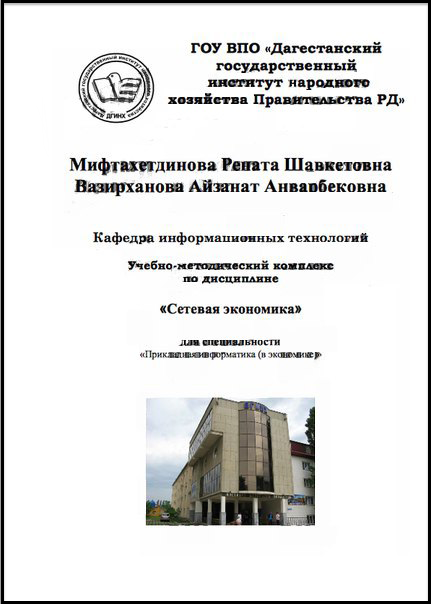 ГОУ ВПО «Дагестанский
государственный
институт народного
хозяйства Правительства РД»
ДГИНХ
Мифтахетдинова Рената Шавкетовна
Вазирханова Айзанат Анварбековна
Кафедра информационных технологий
Учебно-методический комплекс
по дисциплине
«Сетевая экономика»
для специальности
«Прикладная информатика (в экономике)»